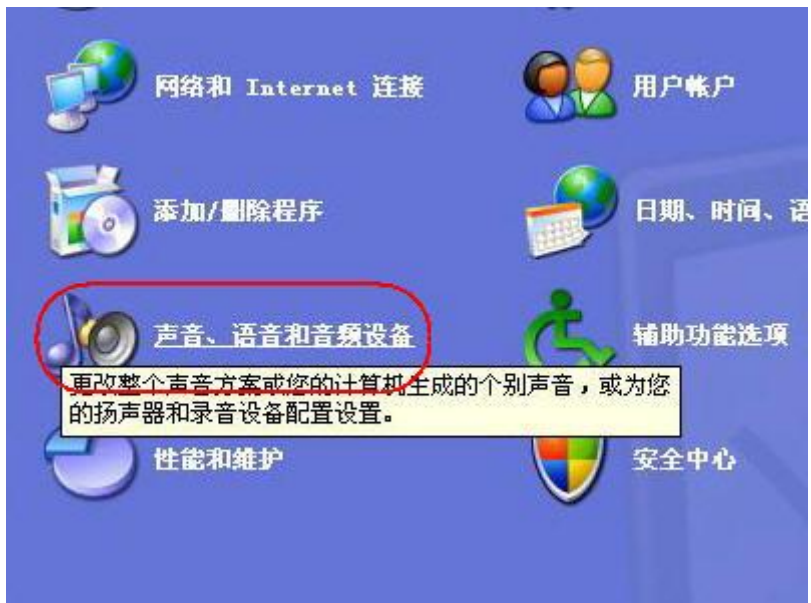 网络和 Internet 连接
用户帐户
添加/删除程序
日期、时间、语
声音、语音和音频设备
辅助功能选项
更改整个声音方案或您的计算机生成的个别声音，或为您
的扬声器和录音设备配置设置。
性能和维护
安全中心